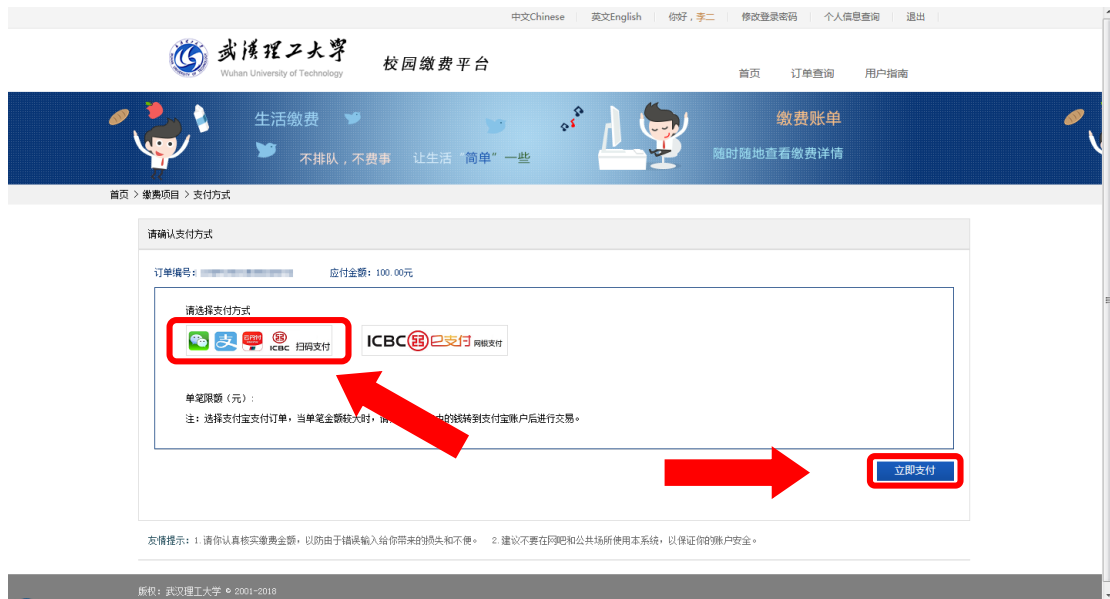 中文Chinese 英文English 你好，李二 修改登录密码 个人信息查询 退出
武汉理工大学 校园缴费平台
Wuhan University of Technology
首页 订单查询 用户指南
生活缴费 缴费账单
不排队，不费事 让生活“简单”一些 随时随地查看缴费详情
首页 > 缴费项目 > 支付方式
请确认支付方式
订单编号： 应付金额：100.00元
请选择支付方式
ICBC 扫码支付 ICBC e支付 网银支付
单笔限额（元）:
注：选择支付宝支付订单，当单笔金额较大时，请 中的钱转到支付宝账户后进行交易。
立即支付
友情提示：1.请你认真核实缴费金额，以防由于错误输入给你带来的损失和不便。 2.建议不要在网吧和公共场所使用本系统，以保证你的账户安全。
版权：武汉理工大学 © 2001-2018